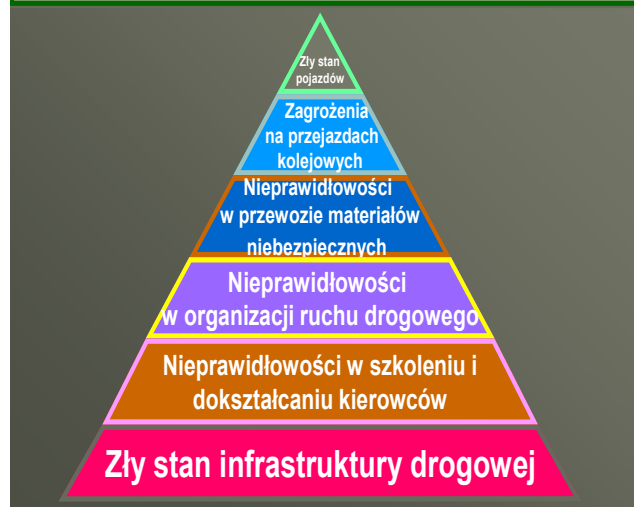 Zły stan
pojazdów
Zagrożenia
na przejazdach
kolejowych
Nieprawidłowości
w przewozie materiałów
niebezpiecznych
Nieprawidłowości
w organizacji ruchu drogowego
Nieprawidłowości w szkoleniu i
dokształcaniu kierowców
Zły stan infrastruktury drogowej